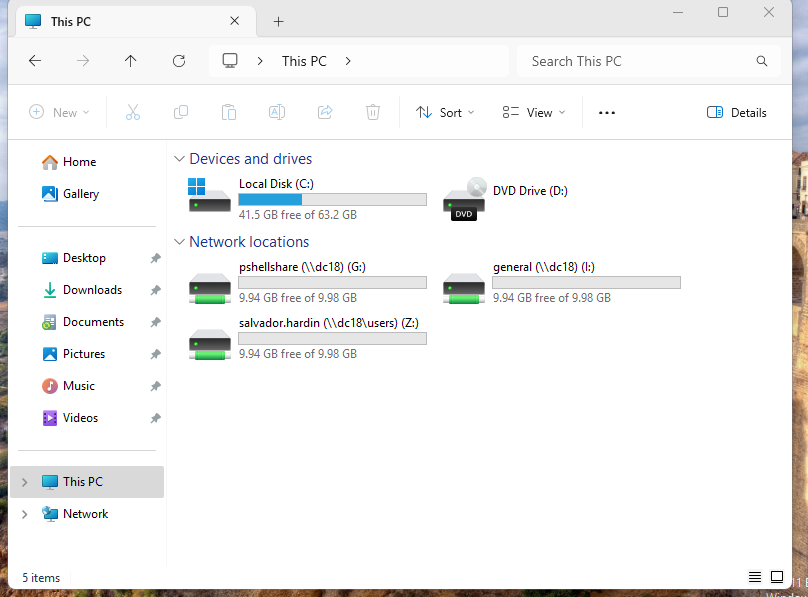 This PC
This PC
Search This PC
New
Sort
View
Details
Home
Gallery
Desktop
Downloads
Documents
Pictures
Music
Videos
This PC
Network
Devices and drives
Local Disk (C:)
41.5 GB free of 63.2 GB
DVD Drive (D:)
DVD
Network locations
pshellshare (\\dc18) (G:)
9.94 GB free of 9.98 GB
general (\\dc18) (I:)
9.94 GB free of 9.98 GB
salvador.hardin (\\dc18\users) (Z:)
9.94 GB free of 9.98 GB
5 items